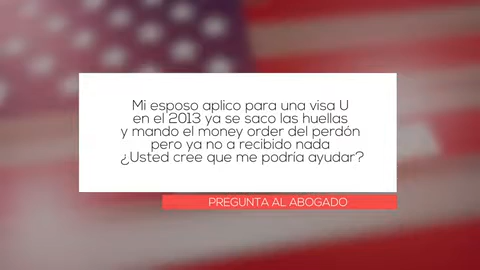 Mi esposo aplico para una visa U
en el 2013 ya se saco las huellas
y mando el money order del perdón
pero ya no a recibido nada
¿Usted cree que me podría ayudar?
PREGUNTA AL ABOGADO